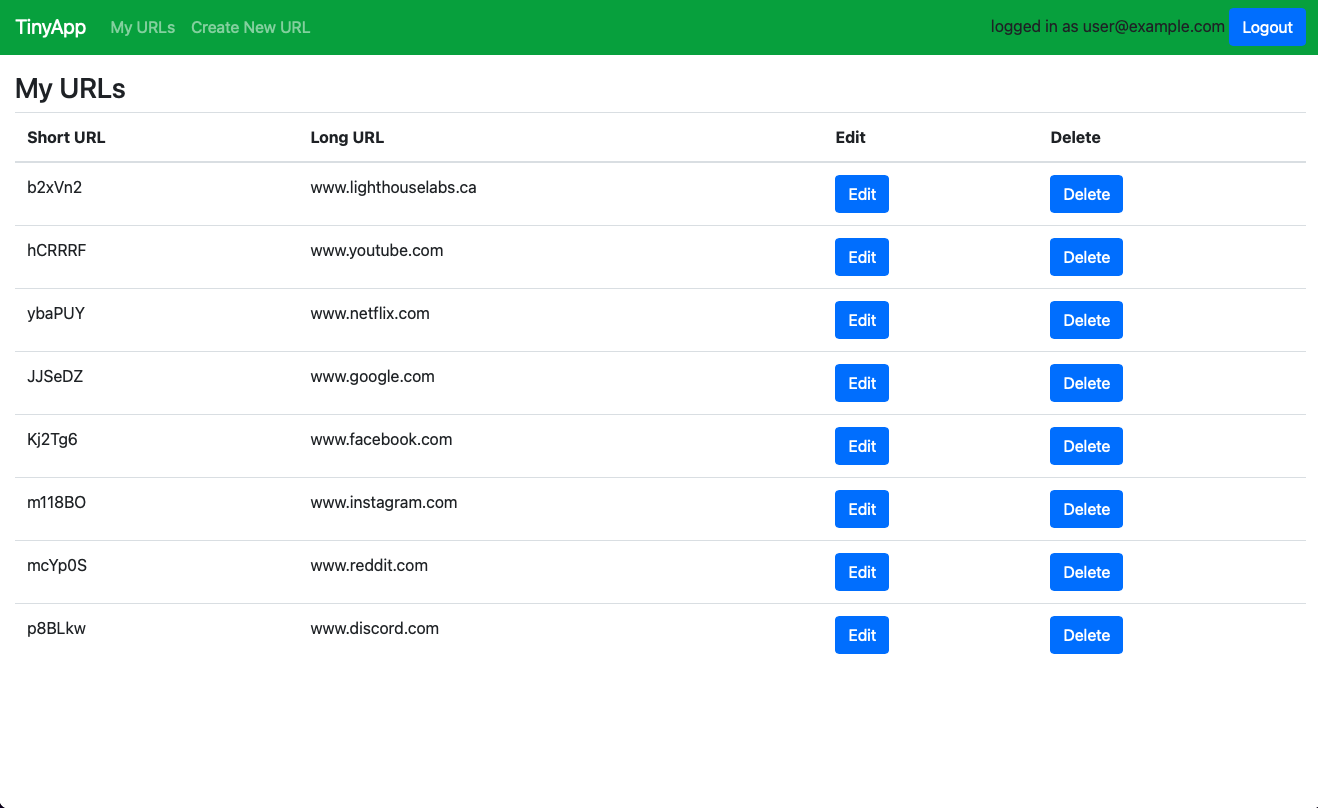 TinyApp My URLs Create New URL logged in as user@example.com Logout
My URLs
Short URL Long URL Edit Delete
b2xVn2 www.lighthouselabs.ca Edit Delete
hCRRRF www.youtube.com Edit Delete
ybaPUY www.netflix.com Edit Delete
JJSeDZ www.google.com Edit Delete
Kj2Tg6 www.facebook.com Edit Delete
m118BO www.instagram.com Edit Delete
mcYp0S www.reddit.com Edit Delete
p8BLkw www.discord.com Edit Delete